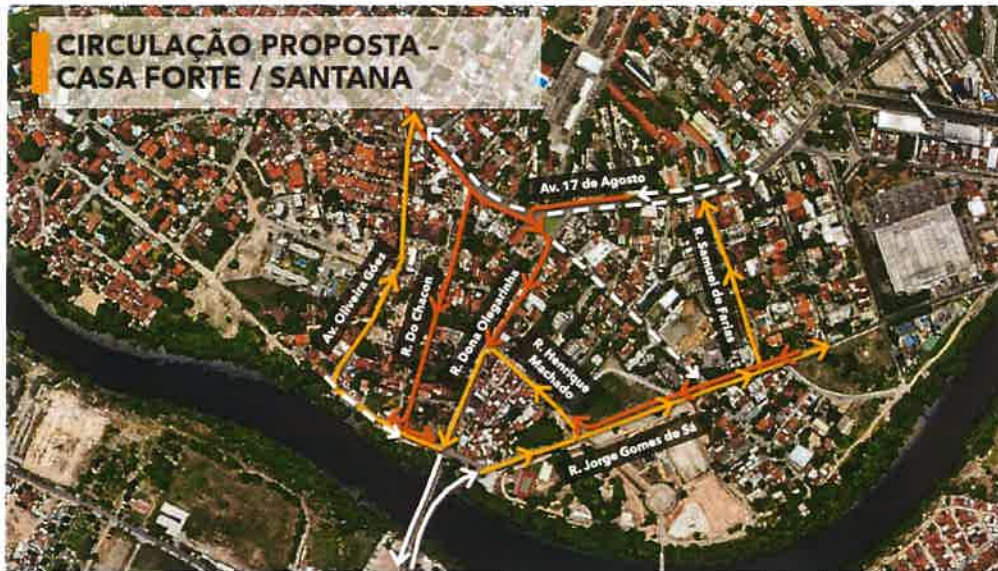 CIRCULAÇÃO PROPOSTA -
CASA FORTE / SANTANA
Av. 17 de Agosto
R. Samuel de Farias
Av. Oliveira Góes
R. Do Chacon
R. Dona Olegarinha
R. Henrique
Machado
R. Jorge Gomes de Sá